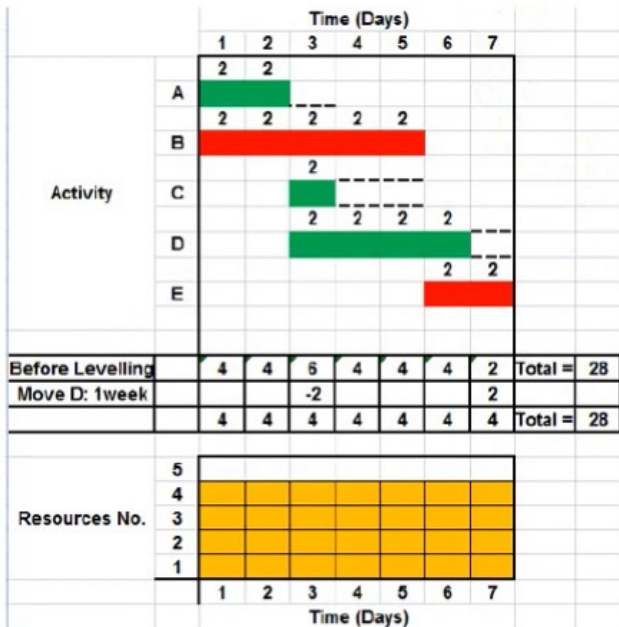 Time (Days)
1 2 3 4 5 6 7
2 2
A
2 2 2 2 2
B
2
Activity C
2 2 2 2
D
2 2
E
Before Levelling 4 4 6 4 4 4 2 Total = 28
Move D: 1week -2 2
4 4 4 4 4 4 4 Total = 28
5
4
Resources No. 3
2
1
1 2 3 4 5 6 7
Time (Days)